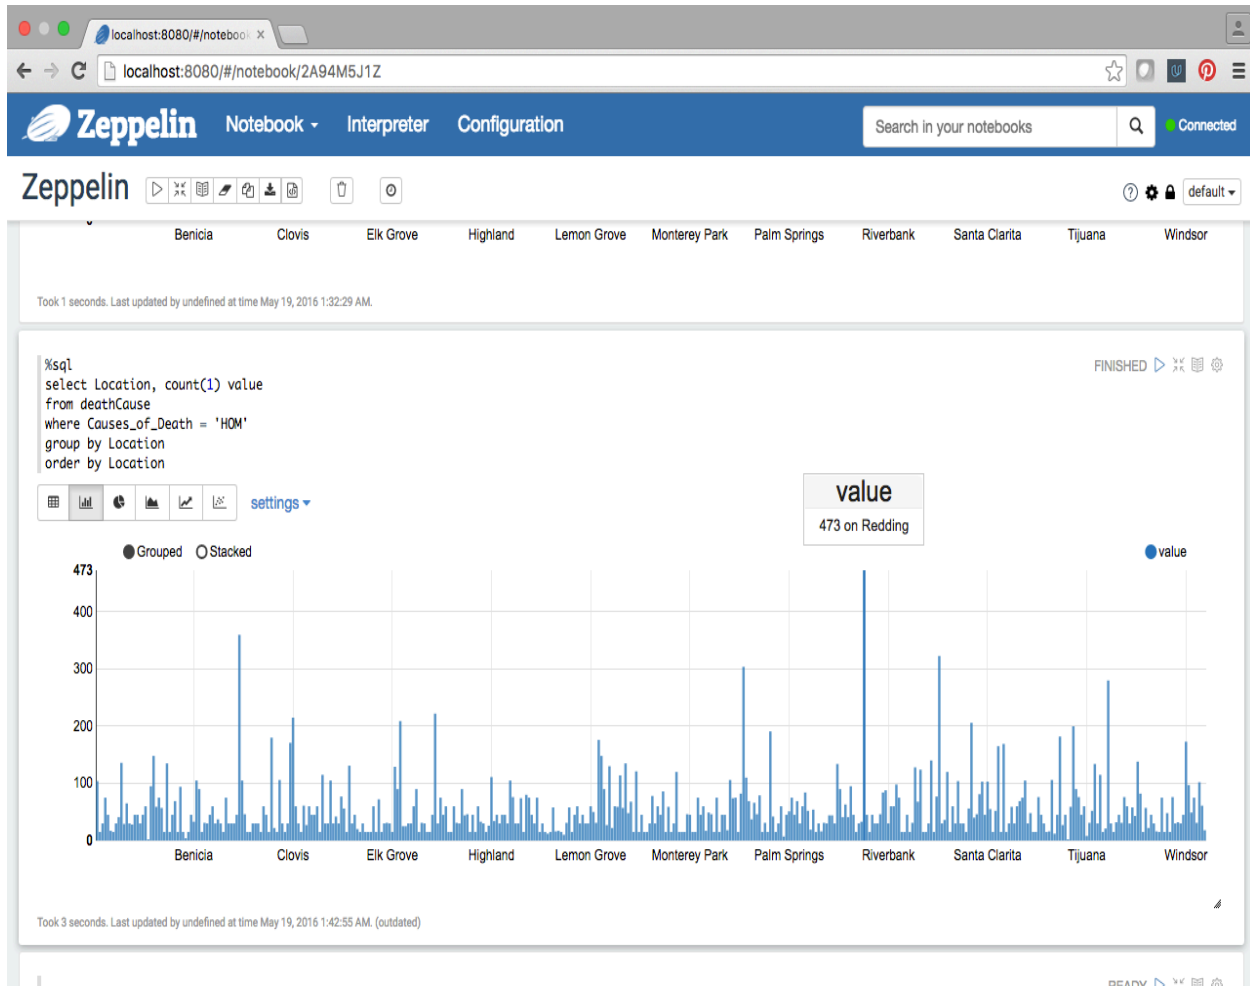 localhost:8080/#/notebook
localhost:8080/#/notebook/2A94M5J1Z
Zeppelin Notebook Interpreter Configuration Search in your notebooks Connected
Zeppelin default
Benicia Clovis Elk Grove Highland Lemon Grove Monterey Park Palm Springs Riverbank Santa Clarita Tijuana Windsor
Took 1 seconds. Last updated by undefined at time May 19, 2016 1:32:29 AM.
%sql
FINISHED
select Location, count(1) value
from deathCause
where Causes_of_Death = 'HOM'
group by Location
order by Location
settings
value
473 on Redding
Grouped Stacked value
473
400
300
200
100
0
Benicia Clovis Elk Grove Highland Lemon Grove Monterey Park Palm Springs Riverbank Santa Clarita Tijuana Windsor
Took 3 seconds. Last updated by undefined at time May 19, 2016 1:42:55 AM. (outdated)
READY